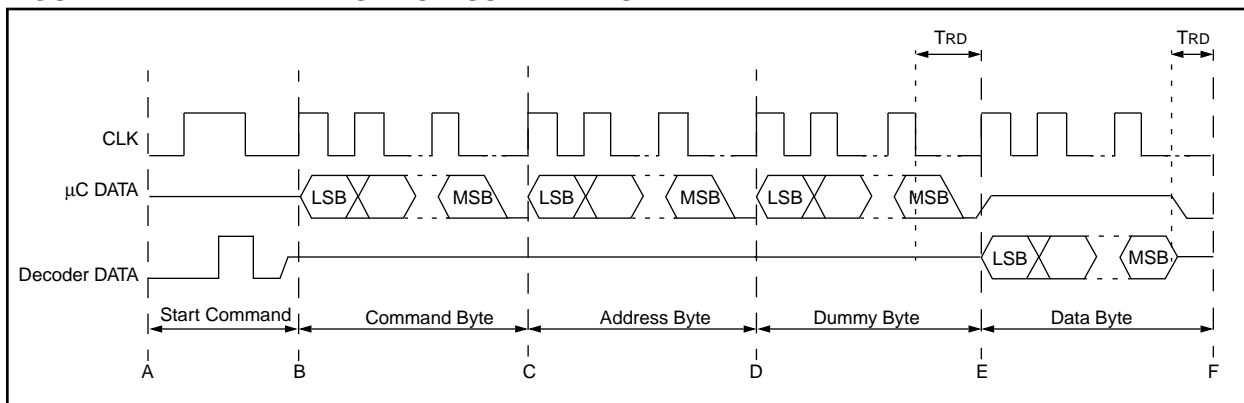 TRD TRD
CLK
µC DATA LSB MSB LSB MSB LSB MSB
Decoder DATA LSB MSB
Start Command Command Byte Address Byte Dummy Byte Data Byte
A B C D E F